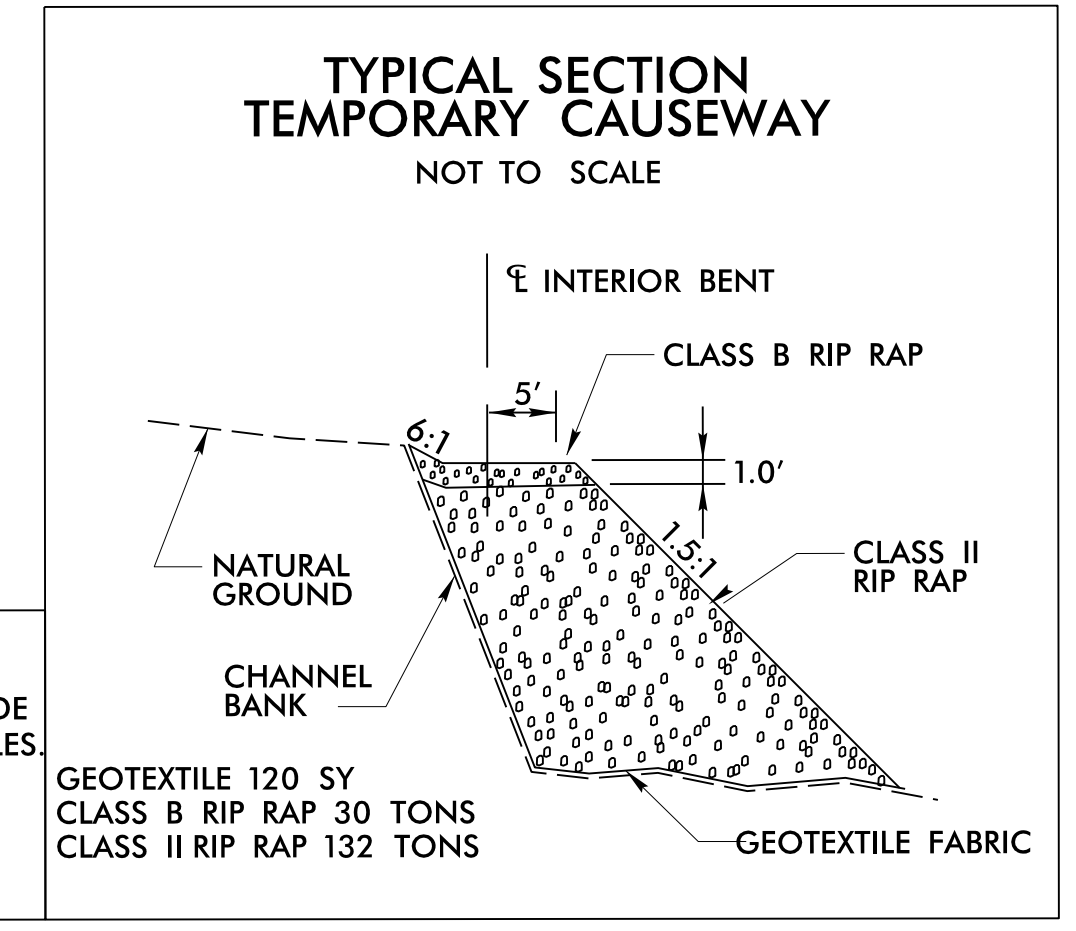 TYPICAL SECTION
TEMPORARY CAUSEWAY
NOT TO SCALE
℄ INTERIOR BENT
CLASS B RIP RAP
5'
6:1
1.0'
1.5:1
CLASS II
RIP RAP
NATURAL
GROUND
CHANNEL
BANK
DE
LES.
GEOTEXTILE 120 SY
CLASS B RIP RAP 30 TONS
CLASS II RIP RAP 132 TONS
GEOTEXTILE FABRIC